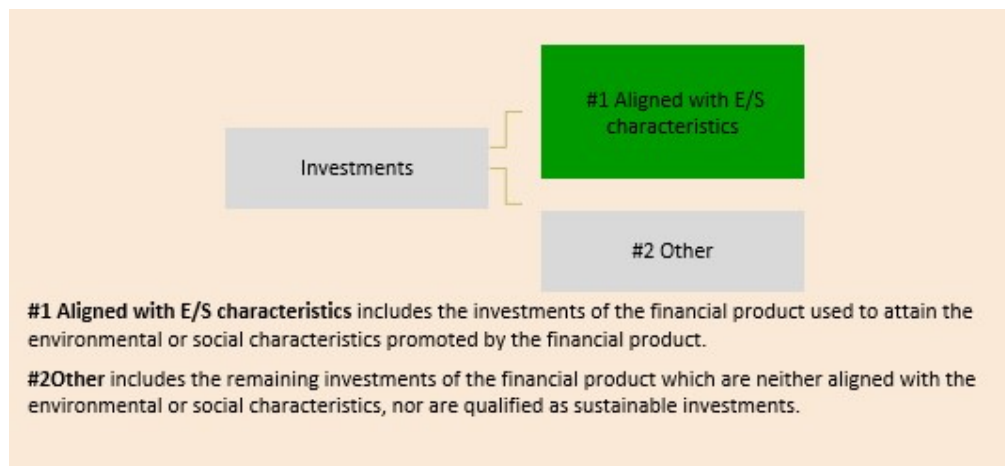 #1 Aligned with E/S
characteristics
Investments
#2 Other
#1 Aligned with E/S characteristics includes the investments of the financial product used to attain the
environmental or social characteristics promoted by the financial product.
#2Other includes the remaining investments of the financial product which are neither aligned with the
environmental or social characteristics, nor are qualified as sustainable investments.